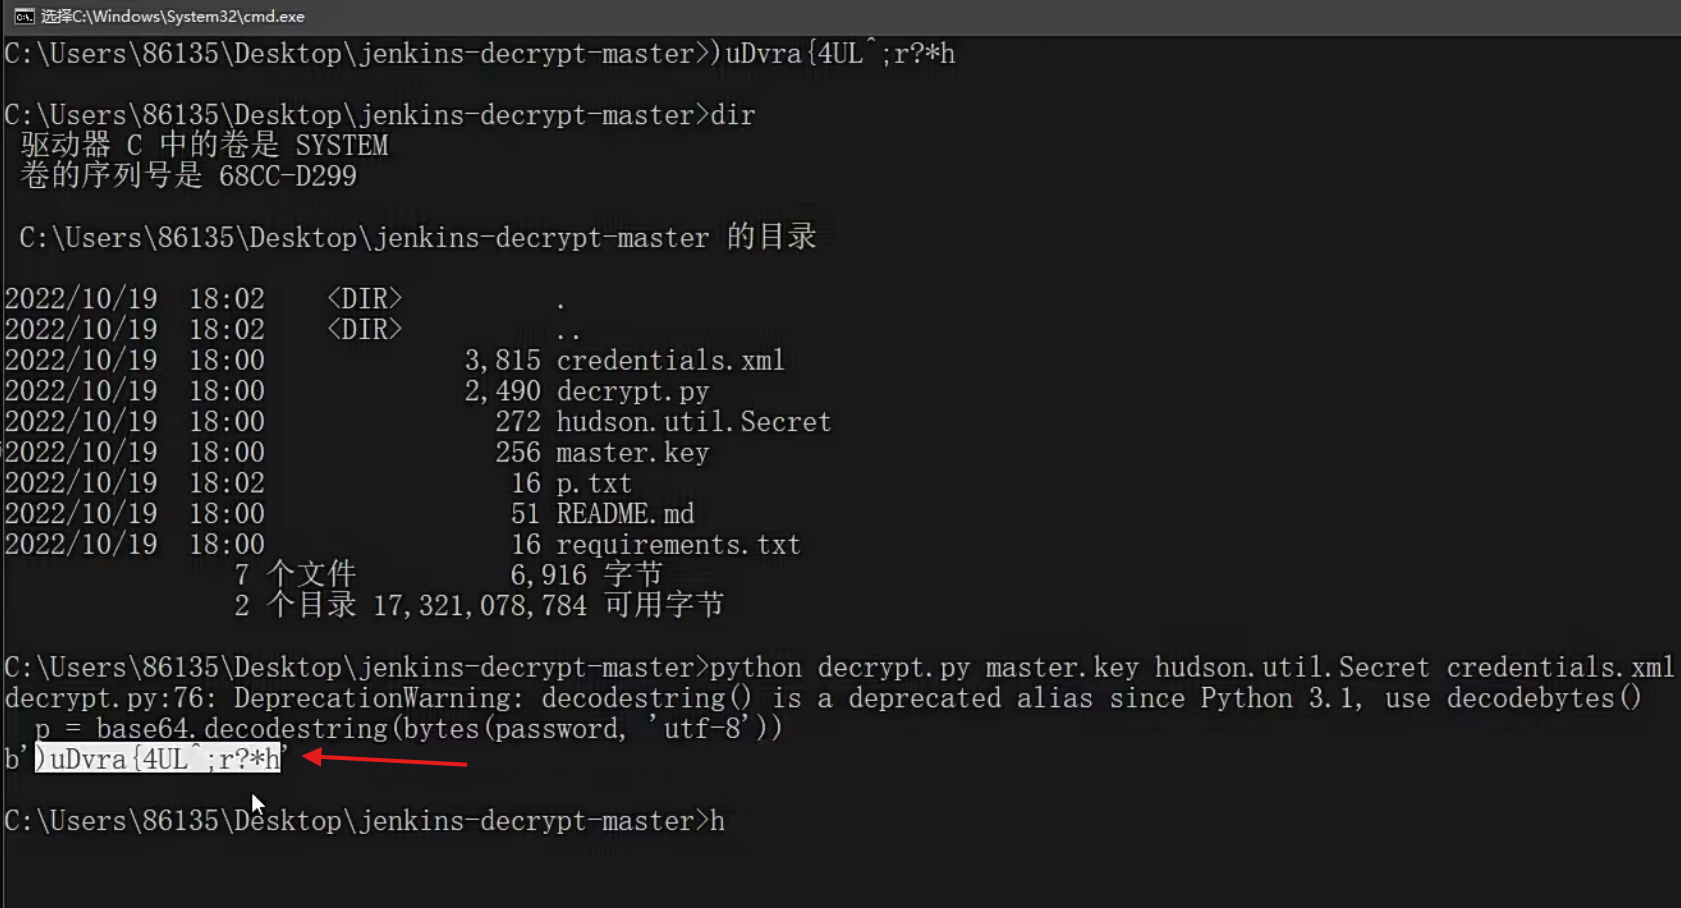 选择C:\Windows\System32\cmd.exe
C:\Users\86135\Desktop\jenkins-decrypt-master>)uDvra{4UL^;r?*h
C:\Users\86135\Desktop\jenkins-decrypt-master>dir
驱动器 C 中的卷是 SYSTEM
卷的序列号是 68CC-D299
C:\Users\86135\Desktop\jenkins-decrypt-master 的目录
2022/10/19  18:02    <DIR>          .
2022/10/19  18:02    <DIR>          ..
2022/10/19  18:00             3,815 credentials.xml
2022/10/19  18:00             2,490 decrypt.py
2022/10/19  18:00               272 hudson.util.Secret
2022/10/19  18:00               256 master.key
2022/10/19  18:02                16 p.txt
2022/10/19  18:00                51 README.md
2022/10/19  18:00                16 requirements.txt
7 个文件          6,916 字节
2 个目录 17,321,078,784 可用字节
C:\Users\86135\Desktop\jenkins-decrypt-master>python decrypt.py master.key hudson.util.Secret credentials.xml
decrypt.py:76: DeprecationWarning: decodestring() is a deprecated alias since Python 3.1, use decodebytes()
p = base64.decodestring(bytes(password, 'utf-8'))
b')uDvra{4UL^;r?*h'
C:\Users\86135\Desktop\jenkins-decrypt-master>h